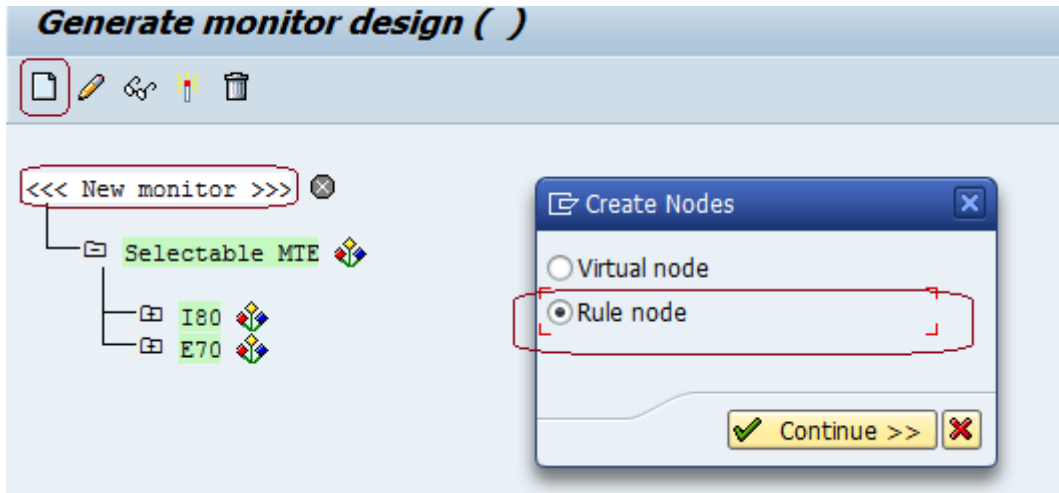 Generate monitor design ( )
<<< New monitor >>>
Selectable MTE
I80
E70
Create Nodes
Virtual node
Rule node
Continue >>